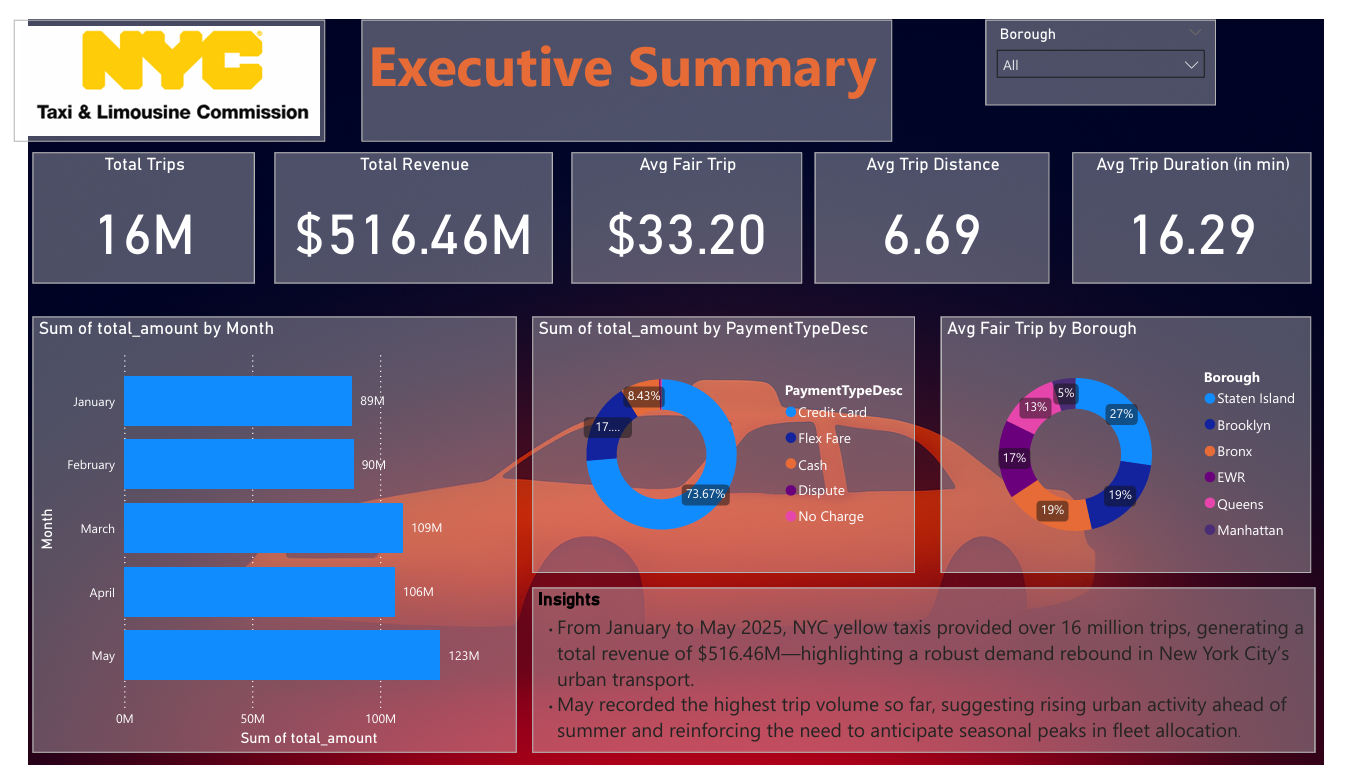 NYC
Taxi & Limousine Commission
Executive Summary
Borough
All
Total Trips
16M
Total Revenue
$516.46M
Avg Fair Trip
$33.20
Avg Trip Distance
6.69
Avg Trip Duration (in min)
16.29
Sum of total_amount by Month
Month
January
89M
February
90M
March
109M
April
106M
May
123M
0M
50M
100M
Sum of total_amount
Sum of total_amount by PaymentTypeDesc
8.43%
17....
73.67%
PaymentTypeDesc
Credit Card
Flex Fare
Cash
Dispute
No Charge
Avg Fair Trip by Borough
5%
13%
27%
17%
19%
19%
Borough
Staten Island
Brooklyn
Bronx
EWR
Queens
Manhattan
Insights
• From January to May 2025, NYC yellow taxis provided over 16 million trips, generating a
total revenue of $516.46M—highlighting a robust demand rebound in New York City’s
urban transport.
• May recorded the highest trip volume so far, suggesting rising urban activity ahead of
summer and reinforcing the need to anticipate seasonal peaks in fleet allocation.